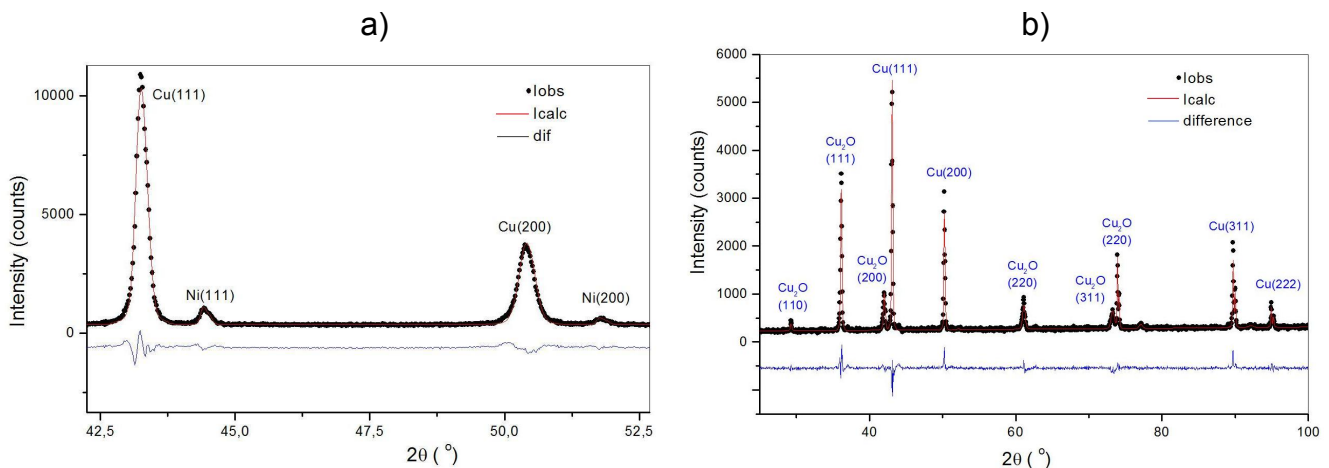 a)
Intensity (counts)
10000
5000
0
Cu(111)
Ni(111)
Cu(200)
Ni(200)
Iobs
Icalc
dif
42,5
45,0
47,5
50,0
52,5
2θ ( °)
b)
Intensity (counts)
6000
5000
4000
3000
2000
1000
0
Cu₂O
(110)
Cu₂O
(111)
Cu₂O
(200)
Cu(111)
Cu(200)
Cu₂O
(220)
Cu₂O
(311)
Cu₂O
(220)
Cu(311)
Cu(222)
Iobs
Icalc
difference
40
60
80
100
2θ ( °)